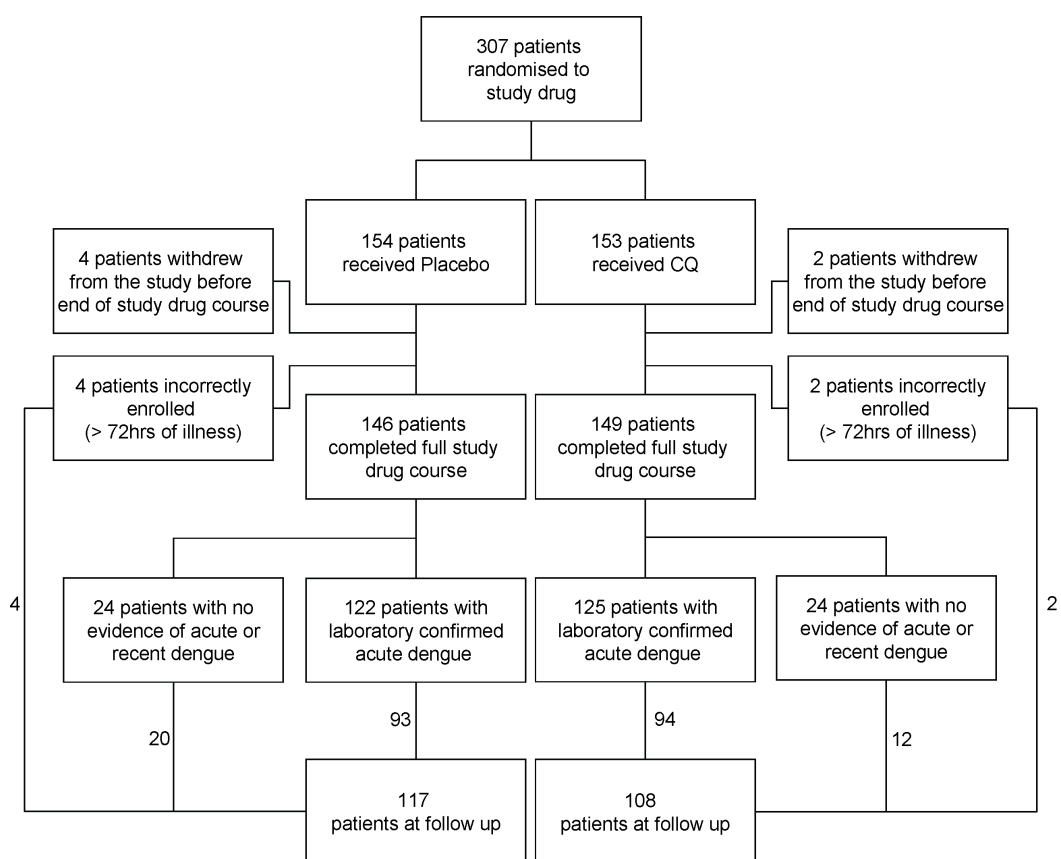 307 patients
randomised to
study drug
154 patients
received Placebo
153 patients
received CQ
4 patients withdrew
from the study before
end of study drug course
2 patients withdrew
from the study before
end of study drug course
4 patients incorrectly
enrolled
(> 72hrs of illness)
2 patients incorrectly
enrolled
(> 72hrs of illness)
146 patients
completed full study
drug course
149 patients
completed full study
drug course
4
24 patients with no
evidence of acute or
recent dengue
122 patients with
laboratory confirmed
acute dengue
125 patients with
laboratory confirmed
acute dengue
24 patients with no
evidence of acute or
recent dengue
2
20
93
94
12
117
patients at follow up
108
patients at follow up